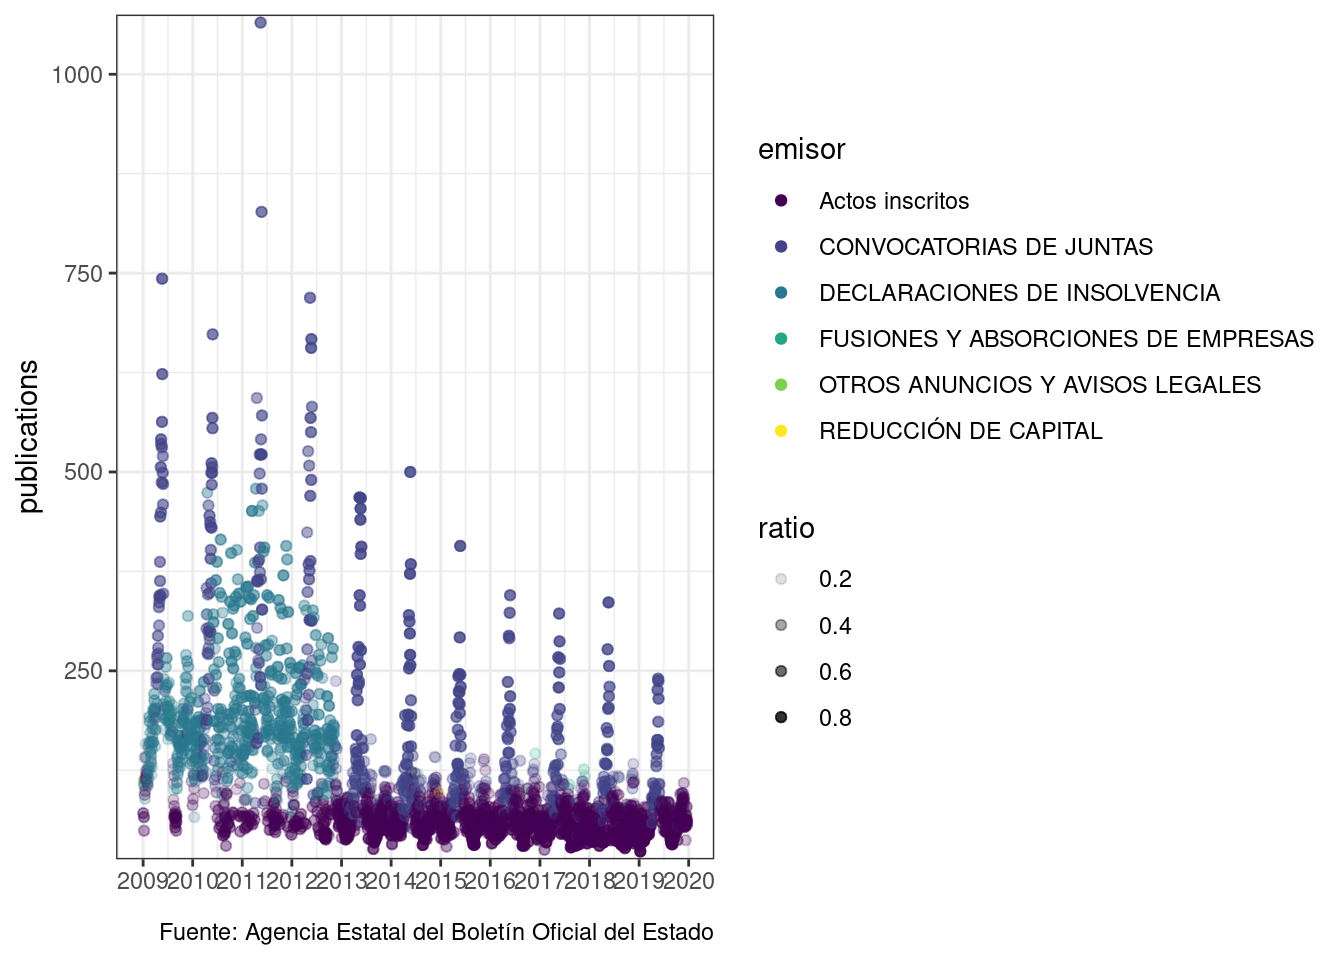 publications
1000
750
500
250
2009 2010 2011 2012 2013 2014 2015 2016 2017 2018 2019 2020
Fuente: Agencia Estatal del Boletín Oficial del Estado
emisor
Actos inscritos
CONVOCATORIAS DE JUNTAS
DECLARACIONES DE INSOLVENCIA
FUSIONES Y ABSORCIONES DE EMPRESAS
OTROS ANUNCIOS Y AVISOS LEGALES
REDUCCIÓN DE CAPITAL
ratio
0.2
0.4
0.6
0.8